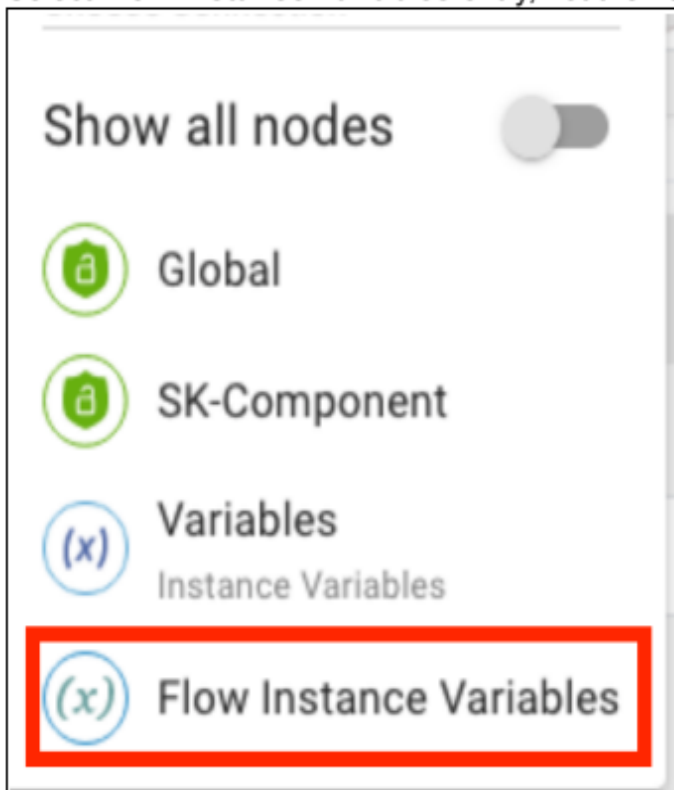 Show all nodes
Global
SK-Component
(x) Variables
Instance Variables
(x) Flow Instance Variables